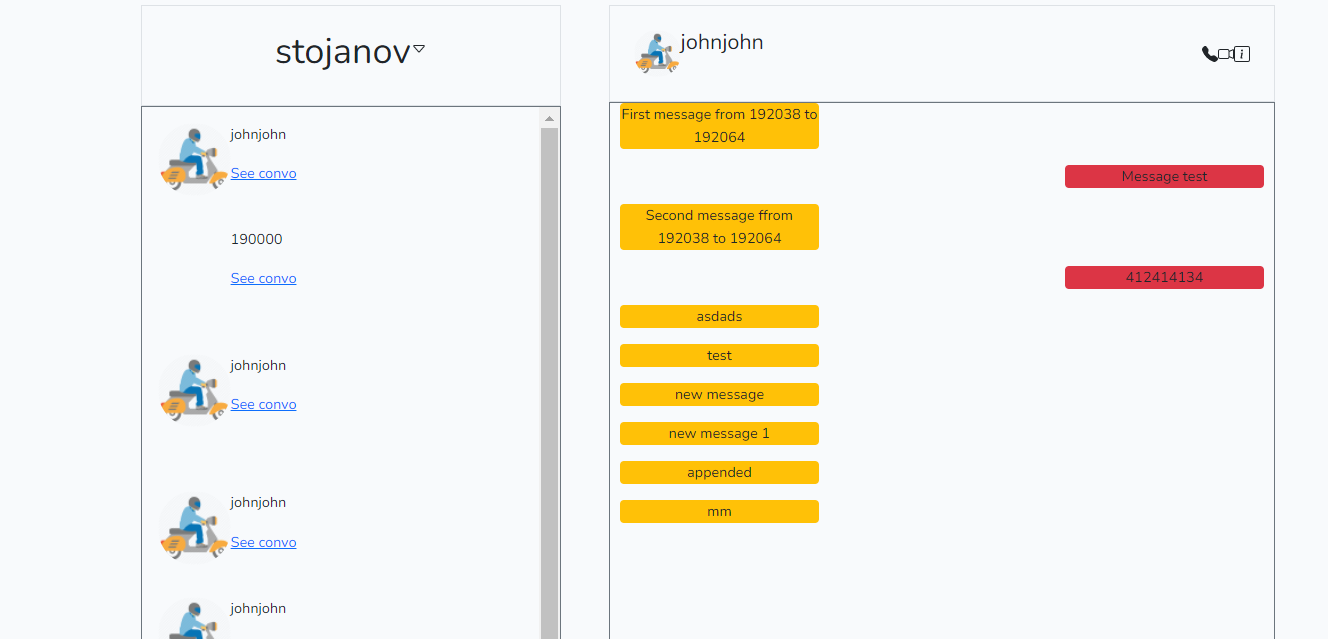 stojanov
johnjohn
See convo
190000
See convo
johnjohn
See convo
johnjohn
See convo
johnjohn
johnjohn
i
First message from 192038 to
192064
Message test
Second message ffrom
192038 to 192064
412414134
asdads
test
new message
new message 1
appended
mm